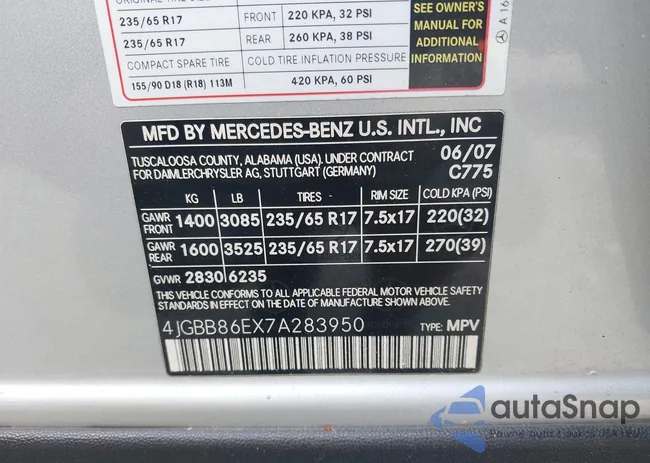 235/65 R17 FRONT 220 KPA, 32 PSI
235/65 R17 REAR 260 KPA, 38 PSI
COMPACT SPARE TIRE COLD TIRE INFLATION PRESSURE
155/90 D18 (R18) 113M 420 KPA, 60 PSI
SEE OWNER'S
MANUAL FOR
ADDITIONAL
INFORMATION
A 16
MFD BY MERCEDES-BENZ U.S. INTL., INC
TUSCALOOSA COUNTY, ALABAMA (USA). UNDER CONTRACT 06/07
FOR DAIMLERCHRYSLER AG, STUTTGART (GERMANY) C775
KG LB TIRES RIM SIZE COLD KPA (PSI)
GAWR FRONT 1400 3085 235/65 R17 7.5x17 220(32)
GAWR REAR 1600 3525 235/65 R17 7.5x17 270(39)
GVWR 2830 6235
THIS VEHICLE CONFORMS TO ALL APPLICABLE FEDERAL MOTOR VEHICLE SAFETY
STANDARDS IN EFFECT ON THE DATE OF MANUFACTURE SHOWN ABOVE
4JGBB86EX7A283950 TYPE: MPV
autoSnap